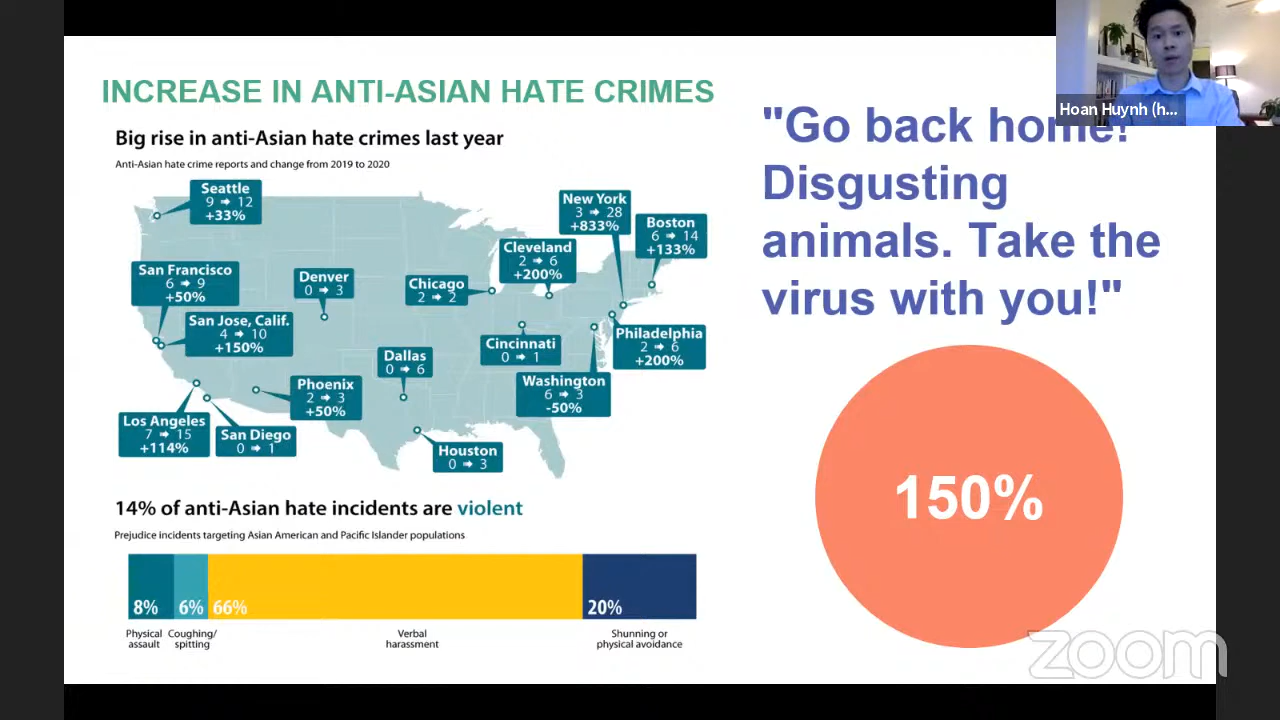 Hoan Huynh (h...
INCREASE IN ANTI-ASIAN HATE CRIMES
Big rise in anti-Asian hate crimes last year
Anti-Asian hate crime reports and change from 2019 to 2020
Seattle
9 ➡ 12
+33%
New York
3 ➡ 28
+833%
Boston
6 ➡ 14
+133%
Cleveland
2 ➡ 6
+200%
San Francisco
6 ➡ 9
+50%
Denver
0 ➡ 3
Chicago
2 ➡ 2
San Jose, Calif.
4 ➡ 10
+150%
Cincinnati
0 ➡ 1
Philadelphia
2 ➡ 6
+200%
Dallas
0 ➡ 6
Washington
6 ➡ 3
-50%
Phoenix
2 ➡ 3
+50%
Los Angeles
7 ➡ 15
+114%
San Diego
0 ➡ 1
Houston
0 ➡ 3
14% of anti-Asian hate incidents are violent
Prejudice incidents targeting Asian American and Pacific Islander populations
8%
6%
66%
20%
Physical
assault
Coughing/
spitting
Verbal
harassment
Shunning or
physical avoidance
"Go back home!
Disgusting
animals. Take the
virus with you!"
150%
zoom